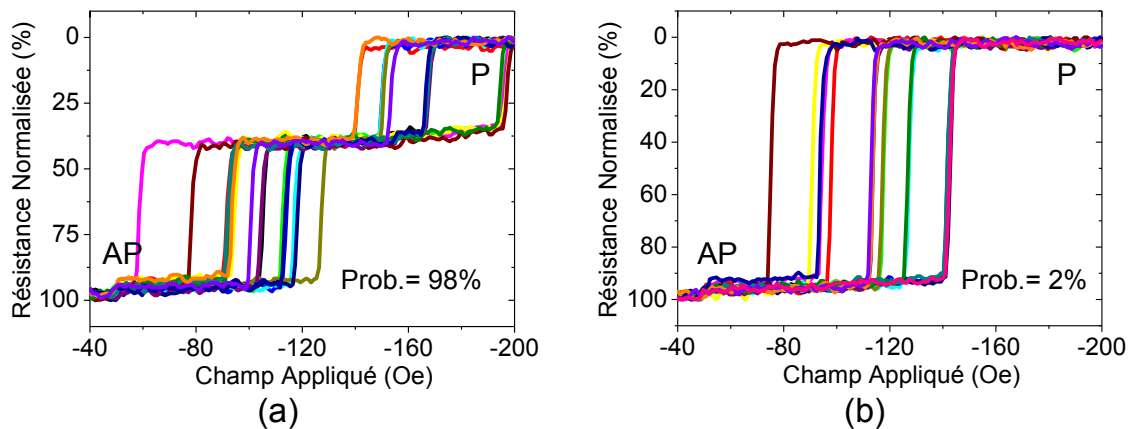 Résistance Normalisée (%)
0
25
50
75
100
P
AP
Prob.= 98%
-40
-80
-120
-160
-200
Champ Appliqué (Oe)
(a)
Résistance Normalisée (%)
0
20
40
60
80
100
P
AP
Prob.= 2%
-40
-80
-120
-160
-200
Champ Appliqué (Oe)
(b)